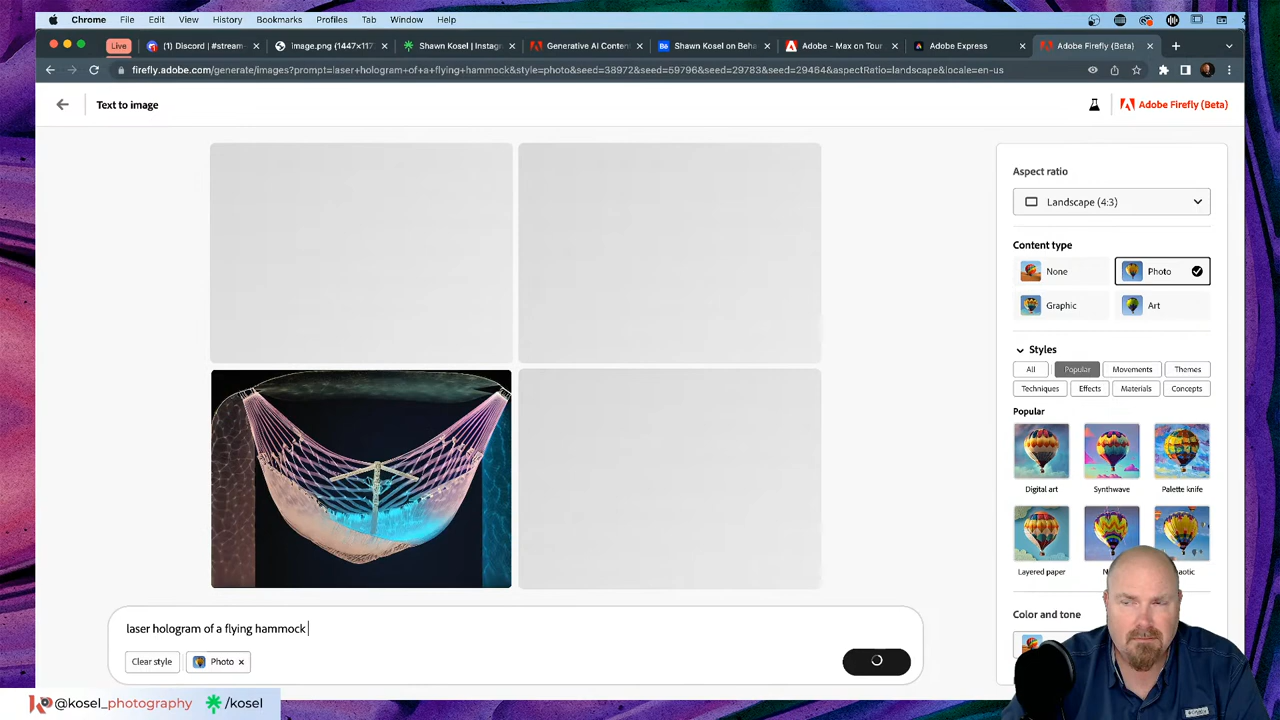 Chrome File Edit View History Bookmarks Profiles Tab Window Help
Live (1) Discord | #stream- image.png (1447×117 Shawn Kosel | Instag Generative AI Conten Shawn Kosel on Beha Adobe - Max on Tour Adobe Express Adobe Firefly (Beta)
firefly.adobe.com/generate/images?prompt=laser+hologram+of+a+flying+hammock&style=photo&seed=38972&seed=59796&seed=29783&seed=29464&aspectRatio=landscape&locale=en-us
Text to image
Adobe Firefly (Beta)
Aspect ratio
Landscape (4:3)
Content type
None Photo
Graphic Art
Styles
All Popular Movements Themes
Techniques Effects Materials Concepts
Popular
Digital art Synthwave Palette knife
Layered paper
Color and tone
laser hologram of a flying hammock
Clear style Photo ×
@kosel_photography /kosel